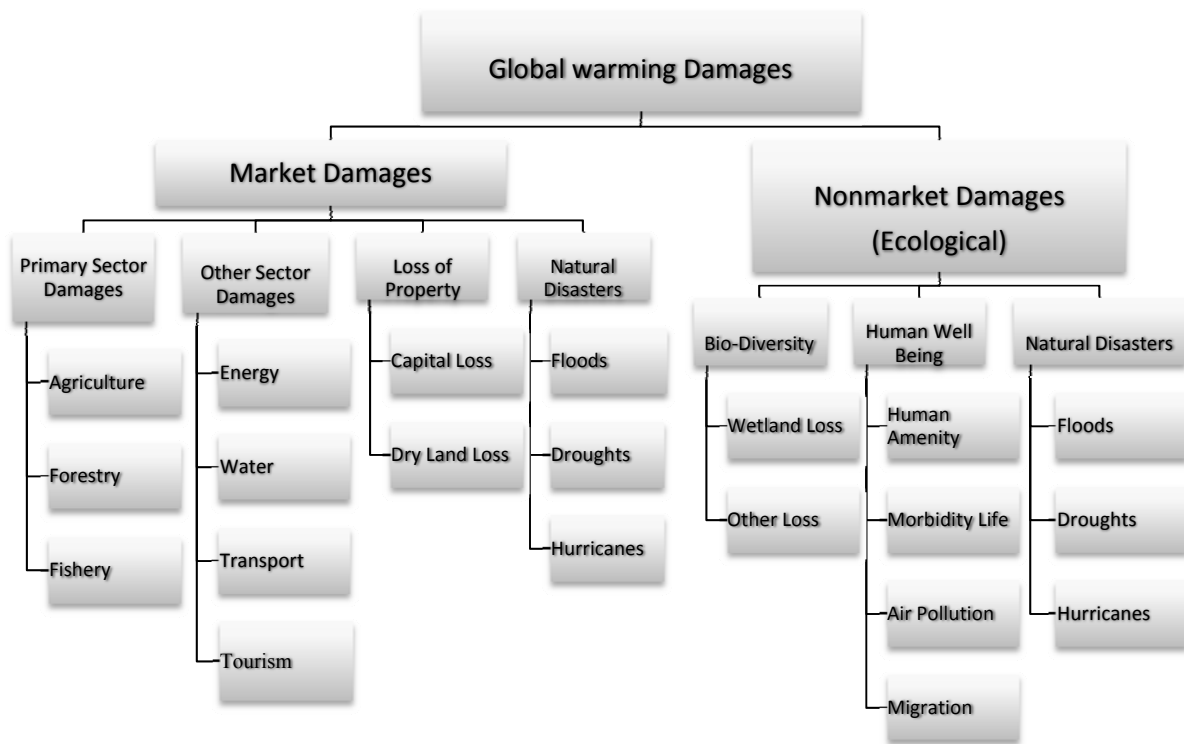 Global warming Damages
Market Damages
Nonmarket Damages
(Ecological)
Primary Sector
Damages
Agriculture
Forestry
Fishery
Other Sector
Damages
Energy
Water
Transport
Tourism
Loss of
Property
Capital Loss
Dry Land Loss
Natural
Disasters
Floods
Droughts
Hurricanes
Bio-Diversity
Wetland Loss
Other Loss
Human Well
Being
Human
Amenity
Morbidity Life
Air Pollution
Migration
Natural Disasters
Floods
Droughts
Hurricanes